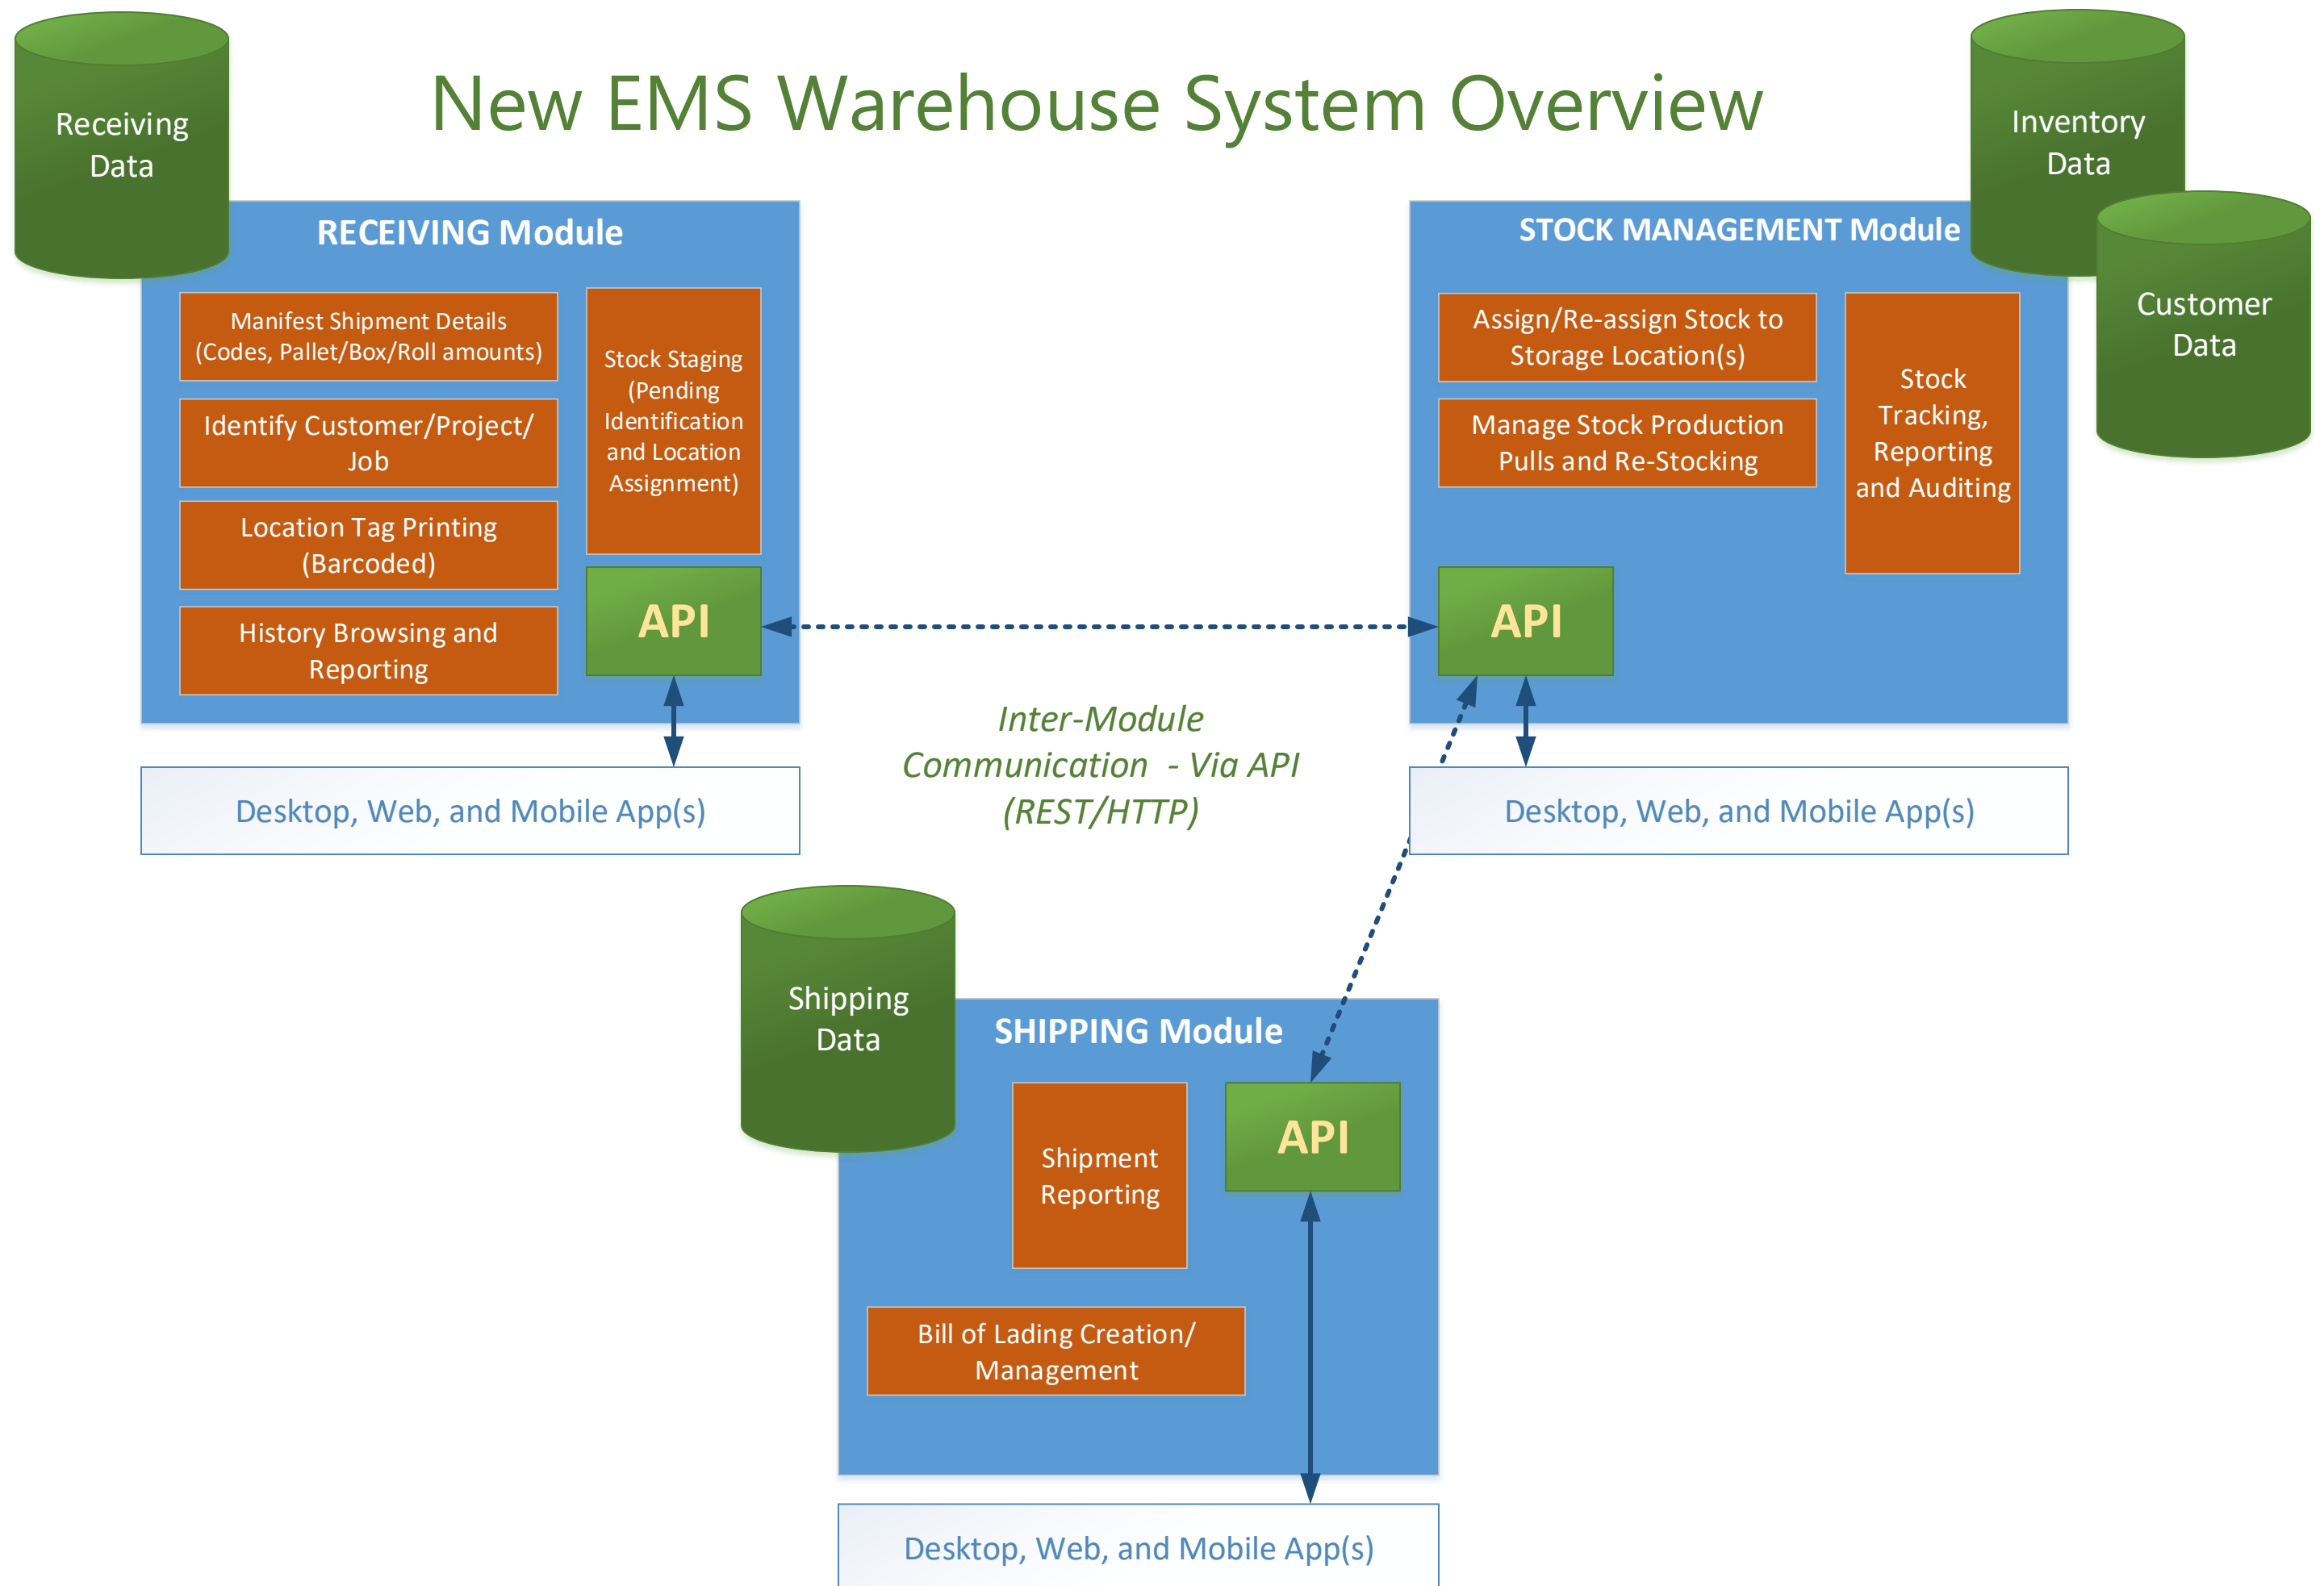 New EMS Warehouse System Overview
Receiving
Data
RECEIVING Module
Manifest Shipment Details
(Codes, Pallet/Box/Roll amounts)
Identify Customer/Project/
Job
Location Tag Printing
(Barcoded)
History Browsing and
Reporting
Stock Staging
(Pending
Identification
and Location
Assignment)
API
Desktop, Web, and Mobile App(s)
Inter-Module
Communication  - Via API
(REST/HTTP)
Inventory
Data
Customer
Data
STOCK MANAGEMENT Module
Assign/Re-assign Stock to
Storage Location(s)
Manage Stock Production
Pulls and Re-Stocking
Stock
Tracking,
Reporting
and Auditing
API
Desktop, Web, and Mobile App(s)
Shipping
Data
SHIPPING Module
Shipment
Reporting
API
Bill of Lading Creation/
Management
Desktop, Web, and Mobile App(s)